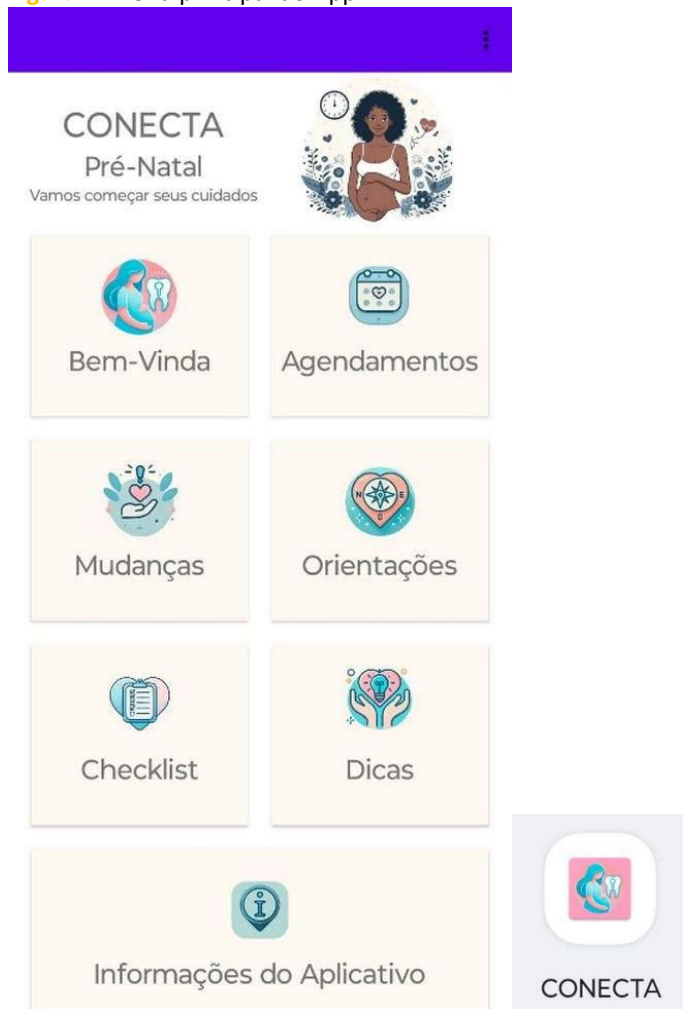 CONECTA
Pré-Natal
Vamos começar seus cuidados
Bem-Vinda
Agendamentos
Mudanças
Orientações
Checklist
Dicas
Informações do Aplicativo
CONECTA